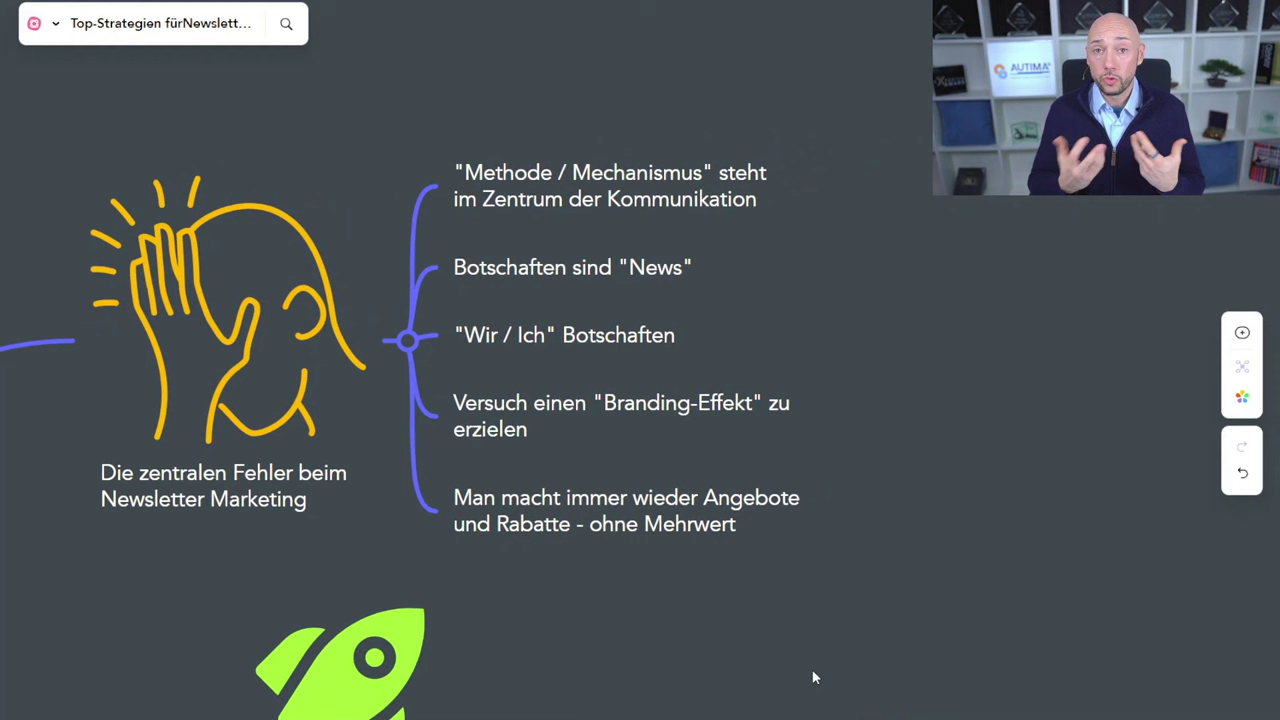 Top-Strategien fürNewslett...
AUTIMA
"Methode / Mechanismus" steht
im Zentrum der Kommunikation
Botschaften sind "News"
"Wir / Ich" Botschaften
Versuch einen "Branding-Effekt" zu
erzielen
Man macht immer wieder Angebote
und Rabatte - ohne Mehrwert
Die zentralen Fehler beim
Newsletter Marketing